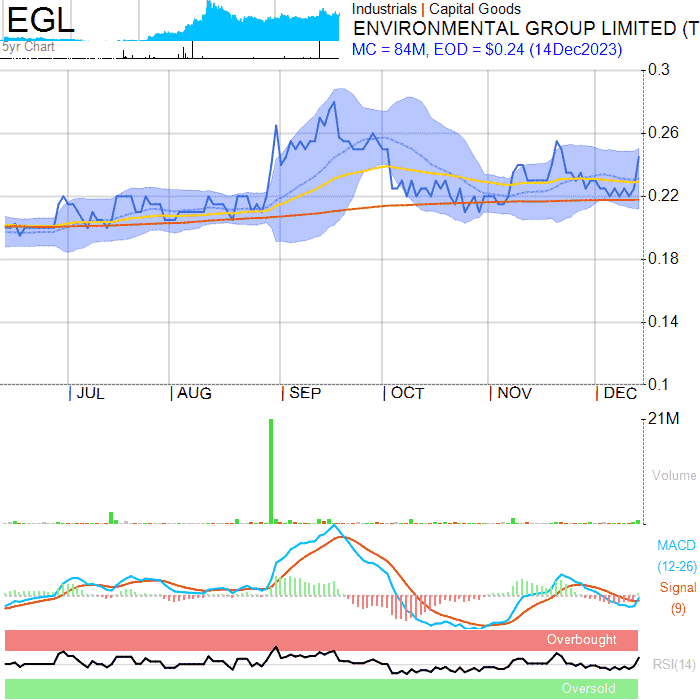 EGL
5yr Chart
Industrials | Capital Goods
ENVIRONMENTAL GROUP LIMITED (T
MC = 84M, EOD = $0.24 (14Dec2023)
0.3
0.26
0.22
0.18
0.14
0.1
JUL AUG SEP OCT NOV DEC
21M
Volume
MACD
(12-26)
Signal
(9)
Overbought
RSI(14)
Oversold